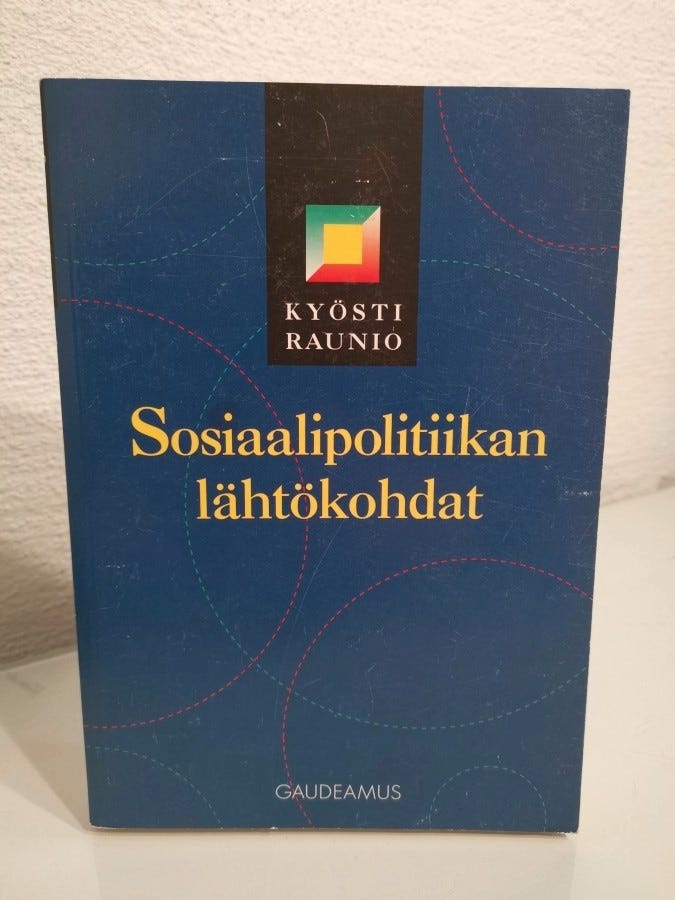 KYÖSTI
RAUNIO
Sosiaalipolitiikan
lähtökohdat
GAUDEAMUS